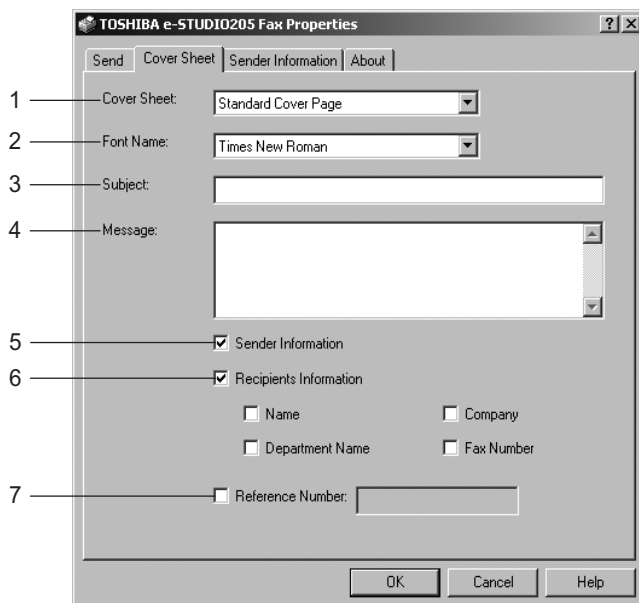 TOSHIBA e-STUDIO205 Fax Properties
Send Cover Sheet Sender Information About
1 Cover Sheet: Standard Cover Page
2 Font Name: Times New Roman
3 Subject:
4 Message:
5 Sender Information
6 Recipients Information
Name Company
Department Name Fax Number
7 Reference Number:
OK Cancel Help